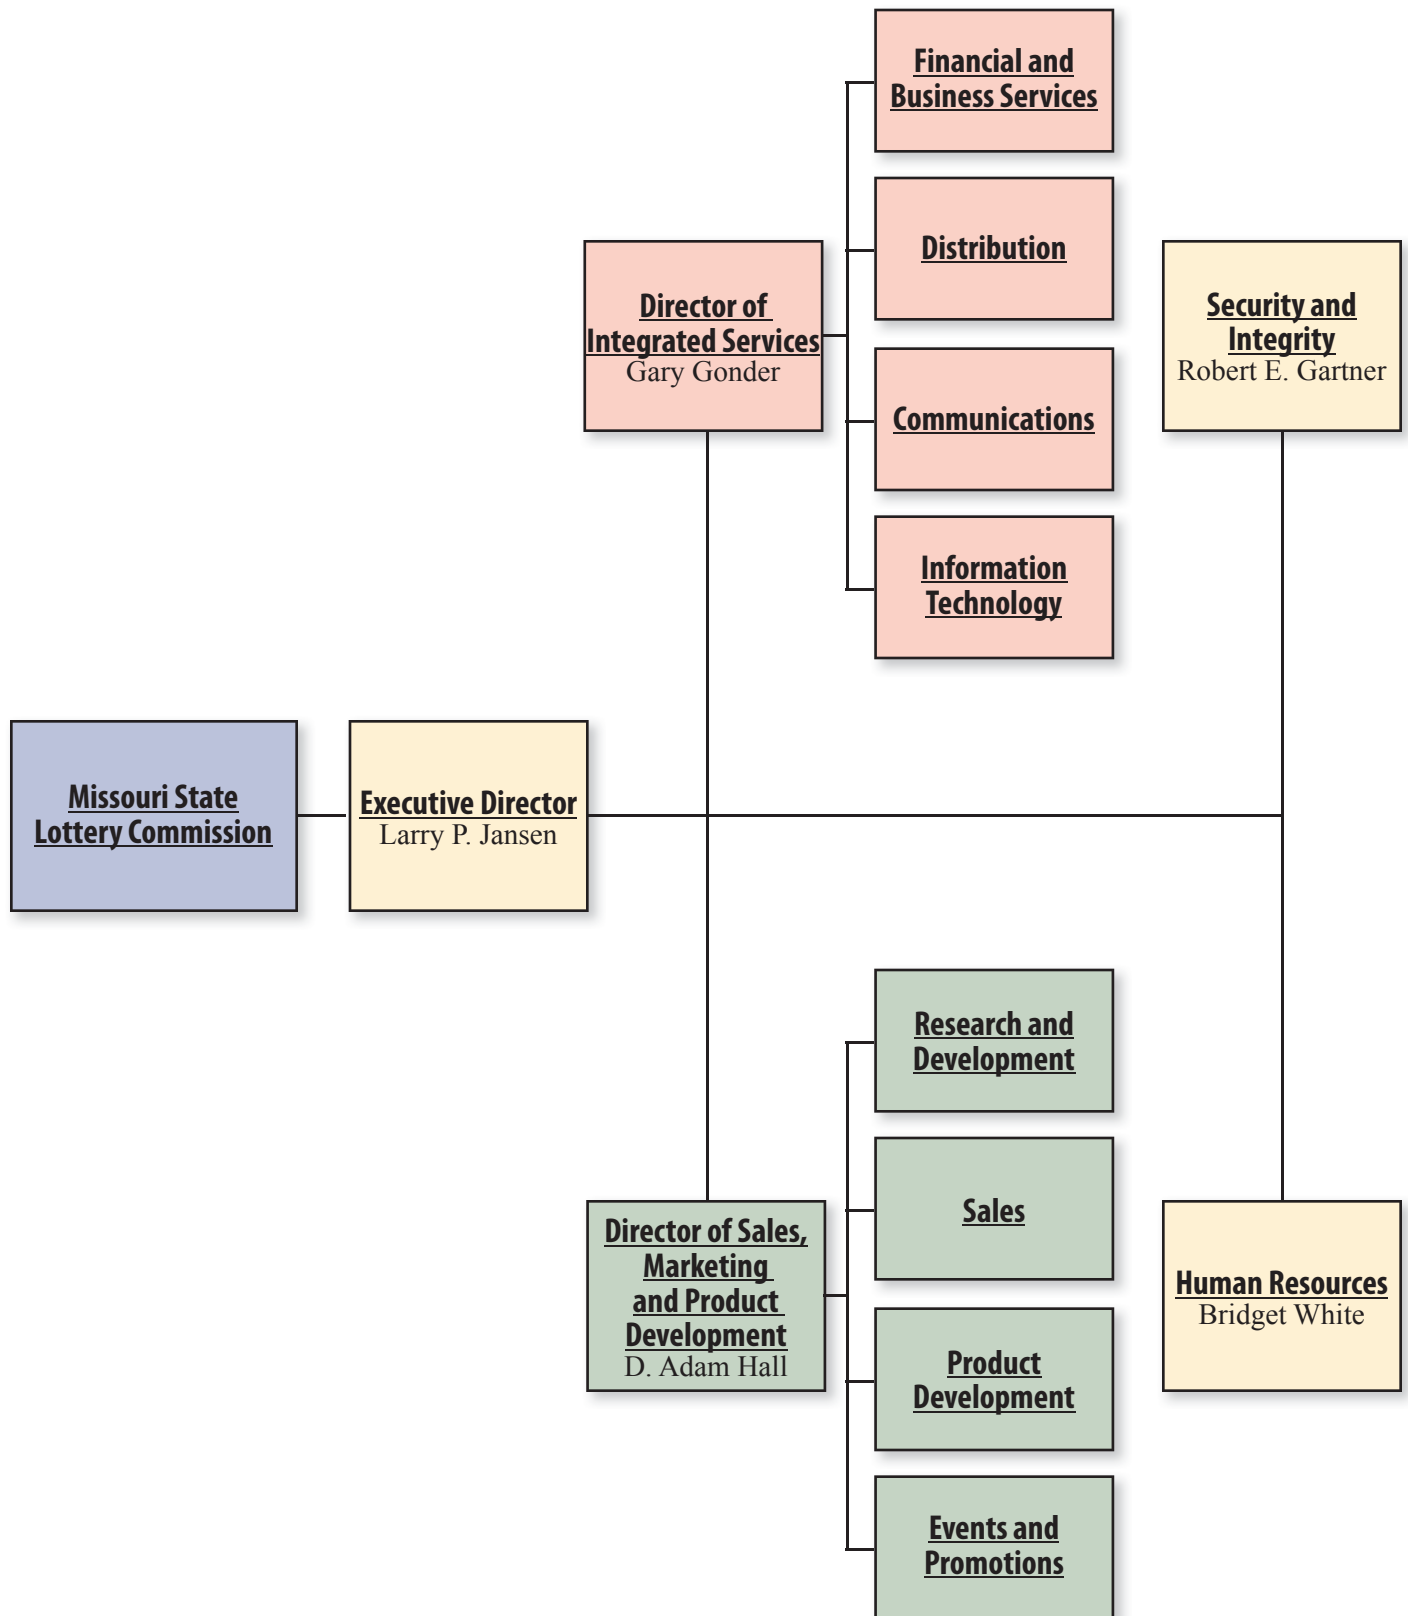 Financial and
Business Services
Distribution
Director of
Integrated Services
Gary Gonder
Security and
Integrity
Robert E. Gartner
Communications
Information
Technology
Missouri State
Lottery Commission
Executive Director
Larry P. Jansen
Research and
Development
Sales
Director of Sales,
Marketing
and Product
Development
D. Adam Hall
Human Resources
Bridget White
Product
Development
Events and
Promotions